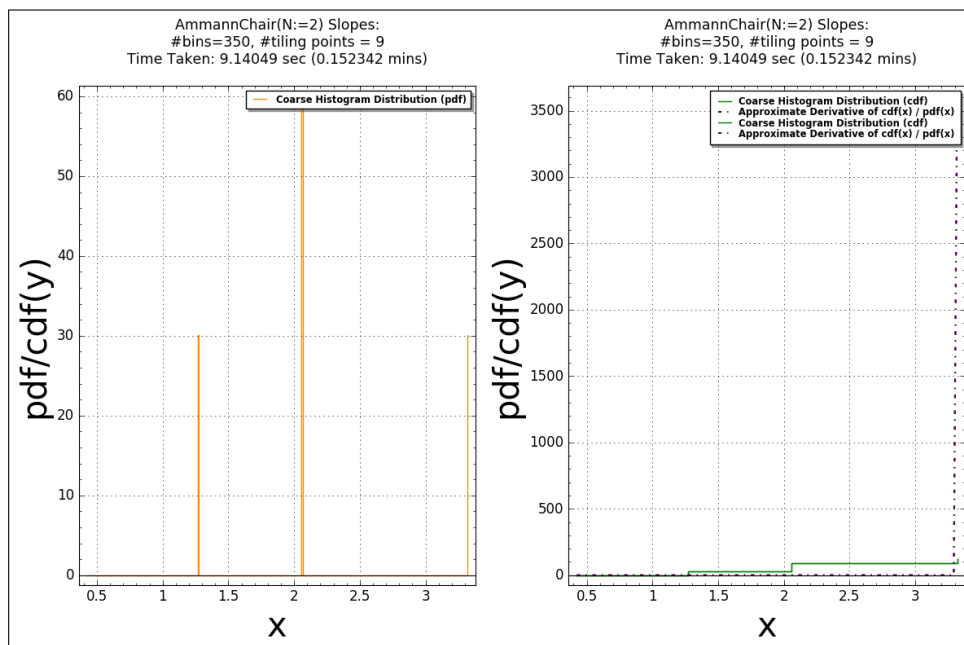 AmmannChair(N:=2) Slopes:
#bins=350, #tiling points = 9
Time Taken: 9.14049 sec (0.152342 mins)
Coarse Histogram Distribution (pdf)
60
50
40
30
20
10
0
pdf/cdf(y)
0.5 1 1.5 2 2.5 3
x
AmmannChair(N:=2) Slopes:
#bins=350, #tiling points = 9
Time Taken: 9.14049 sec (0.152342 mins)
Coarse Histogram Distribution (cdf)
Approximate Derivative of cdf(x) / pdf(x)
Coarse Histogram Distribution (cdf)
Approximate Derivative of cdf(x) / pdf(x)
3500
3000
2500
2000
1500
1000
500
0
pdf/cdf(y)
0.5 1 1.5 2 2.5 3
x